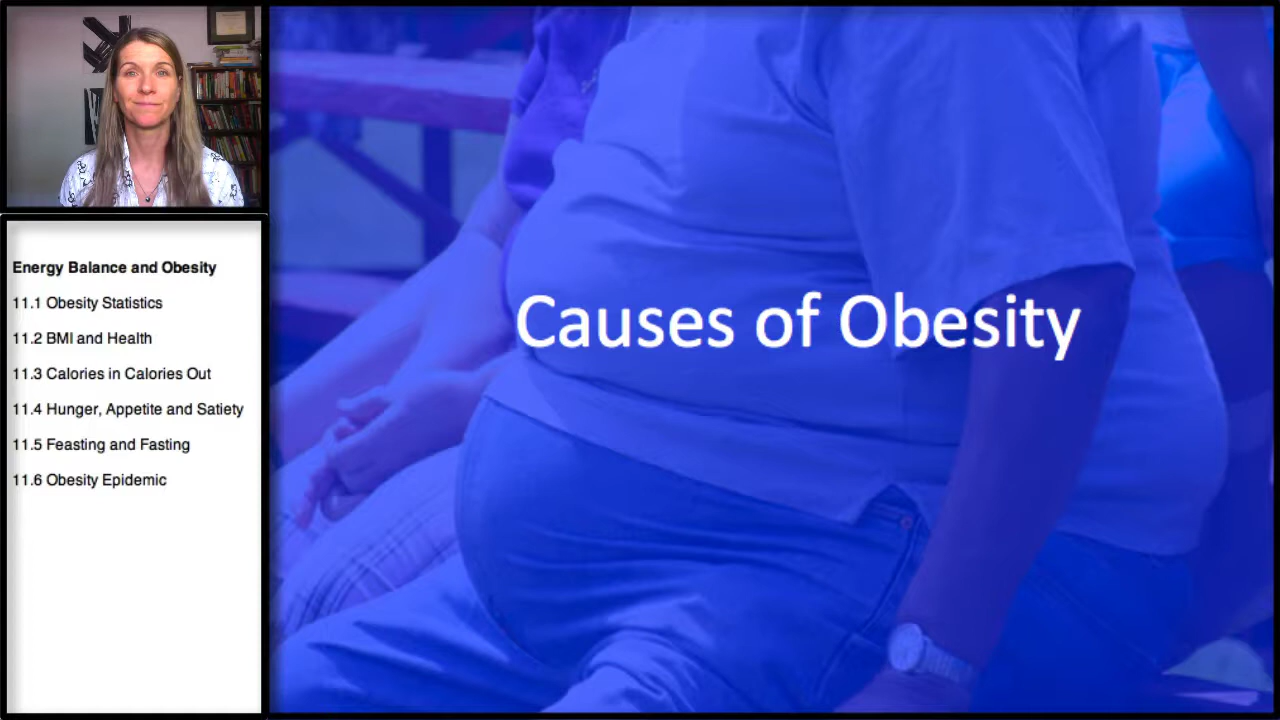 Energy Balance and Obesity
11.1 Obesity Statistics
11.2 BMI and Health
11.3 Calories in Calories Out
11.4 Hunger, Appetite and Satiety
11.5 Feasting and Fasting
11.6 Obesity Epidemic
Causes of Obesity